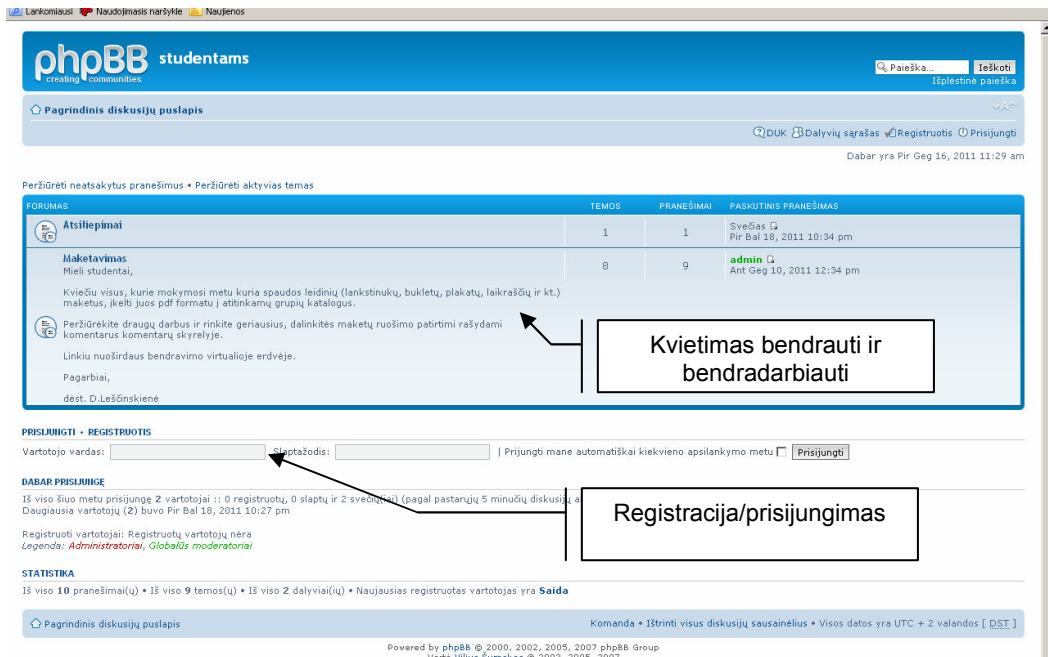 Lankomiausi Naudojimasis naršykle Naujienos
phpBB studentams
creating communities
Paieška... Ieškoti
Išplėstinė paieška
Pagrindinis diskusijų puslapis
DUK Dalyvių sąrašas Registruotis Prisijungti
Dabar yra Pir Geg 16, 2011 11:29 am
Peržiūrėti neatsakytus pranešimus • Peržiūrėti aktyvias temas
FORUMAS TEMOS PRANEŠIMAI PASKUTINIS PRANEŠIMAS
Atsiliepimai 1 1 Svečias
Pir Bal 18, 2011 10:34 pm
Maketavimas 8 9 admin
Ant Geg 10, 2011 12:34 pm
Mieli studentai,
Kviečiu visus, kurie mokymosi metu kuria spaudos leidinių (lankstinukų, bukletų, plakatų, laikraščių ir kt.)
maketus, įkelti juos pdf formatu į atitinkamų grupių katalogus.
Peržiūrėkite draugų darbus ir rinkite geriausius, dalinkitės maketų ruošimo patirtimi rašydami
komentarus komentarų skyrelyje.
Linkiu nuoširdaus bendravimo virtualioje erdvėje.
Pagarbiai,
dėst. D.Leščinskienė
Kvietimas bendrauti ir
bendradarbiauti
PRISIJUNGTI • REGISTRUOTIS
Vartotojo vardas: Slaptažodis: | Prijungti mane automatiškai kiekvieno apsilankymo metu Prisijungti
DABAR PRISIJUNGĘ
Iš viso šiuo metu prisijungę 2 vartotojai :: 0 registruotų, 0 slaptų ir 2 svečių(iai) (pagal pastarųjų 5 minučių diskusijų
Daugiausia vartotojų (2) buvo Pir Bal 18, 2011 10:27 pm
Registracija/prisijungimas
Registruoti vartotojai: Registruotų vartotojų nėra
Legenda: Administratoriai, Globalūs moderatoriai
STATISTIKA
Iš viso 10 pranešimai(ų) • Iš viso 9 temos(ų) • Iš viso 2 dalyviai(ių) • Naujausias registruotas vartotojas yra Saida
Pagrindinis diskusijų puslapis Komanda • Ištrinti visus diskusijų sausainėlius • Visos datos yra UTC + 2 valandos [ DST ]
Powered by phpBB © 2000, 2002, 2005, 2007 phpBB Group